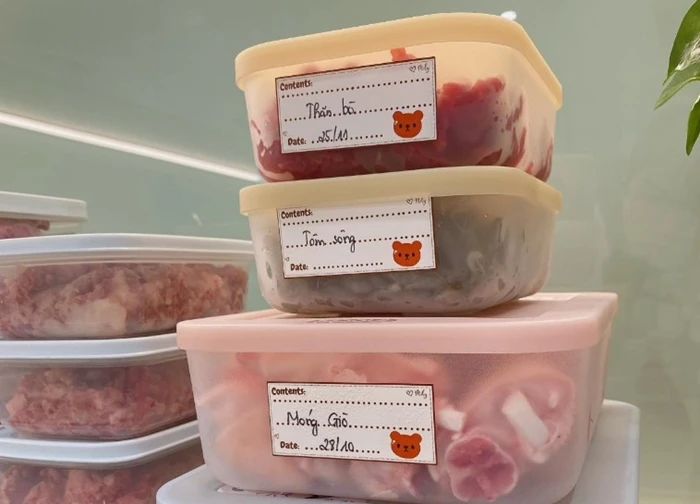 Contents:
Thăn bò
Date: 25/10
Contents:
Tôm sông
Date:
Contents:
Móng Giò
Date: 28/10